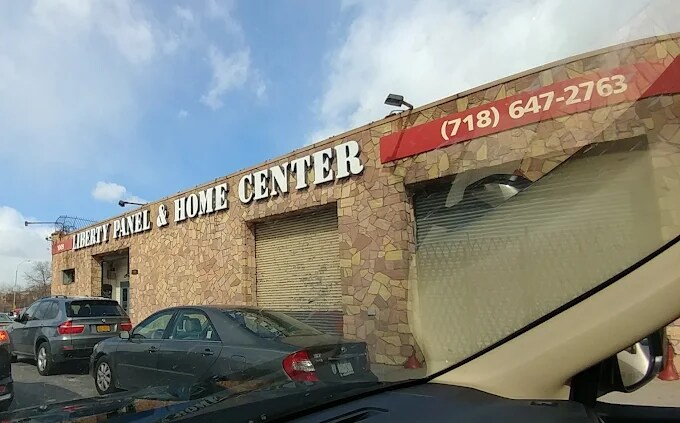 LIBERTY PANEL & HOME CENTER
(718) 647-2763